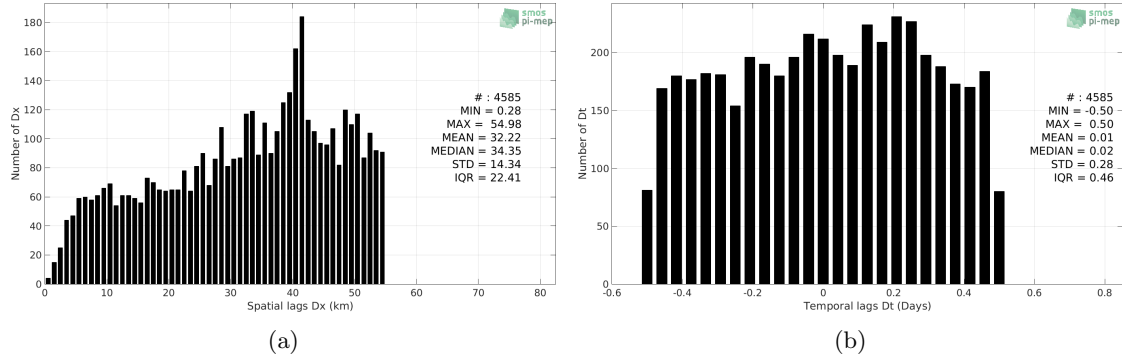 180
160
140
120
100
80
60
40
20
0
Number of Dx
0 10 20 30 40 50 60 70 80
Spatial lags Dx (km)
smos
pi-mep
# : 4585
MIN = 0.28
MAX = 54.98
MEAN = 32.22
MEDIAN = 34.35
STD = 14.34
IQR = 22.41
(a)
200
150
100
50
0
Number of Dt
-0.6 -0.4 -0.2 0 0.2 0.4 0.6 0.8
Temporal lags Dt (Days)
smos
pi-mep
# : 4585
MIN = -0.50
MAX = 0.50
MEAN = 0.01
MEDIAN = 0.02
STD = 0.28
IQR = 0.46
(b)